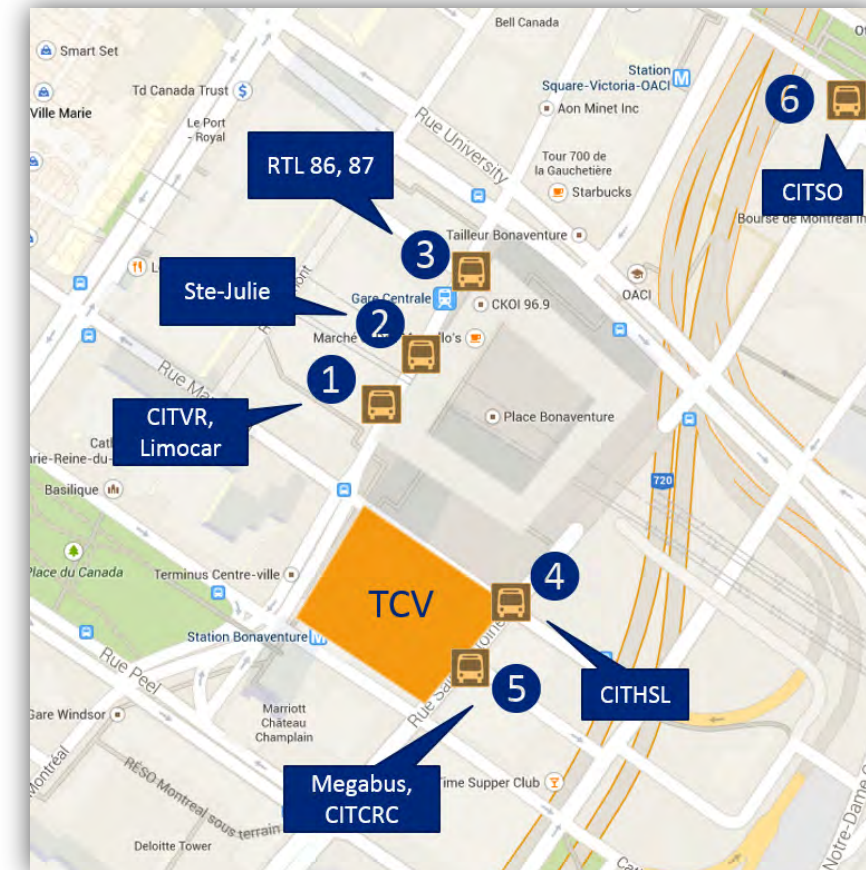 Bell Canada
Smart Set
Station
Square-Victoria-OACI
Td Canada Trust
Ville Marie
Aon Minet Inc
6
Le Port
- Royal
Rue University
Tour 700 de
la Gauchetière
Starbucks
RTL 86, 87
CITSO
Bourse de Montréal
Tailleur Bonaventure
3
OACI
Ste-Julie
Gare Centrale
CKOI 96.9
2
Marché
1
Place Bonaventure
CITVR,
Limocar
Basilique
720
Place du Canada
Terminus Centre-ville
TCV
4
Station Bonaventure
Rue Peel
CITHSL
5
Marriott
Château
Champlain
Gare Windsor
Megabus,
CITCRC
Time Supper Club
RÉSO Montreal sous terrain
Montréal
Deloitte Tower
Notre-Dame